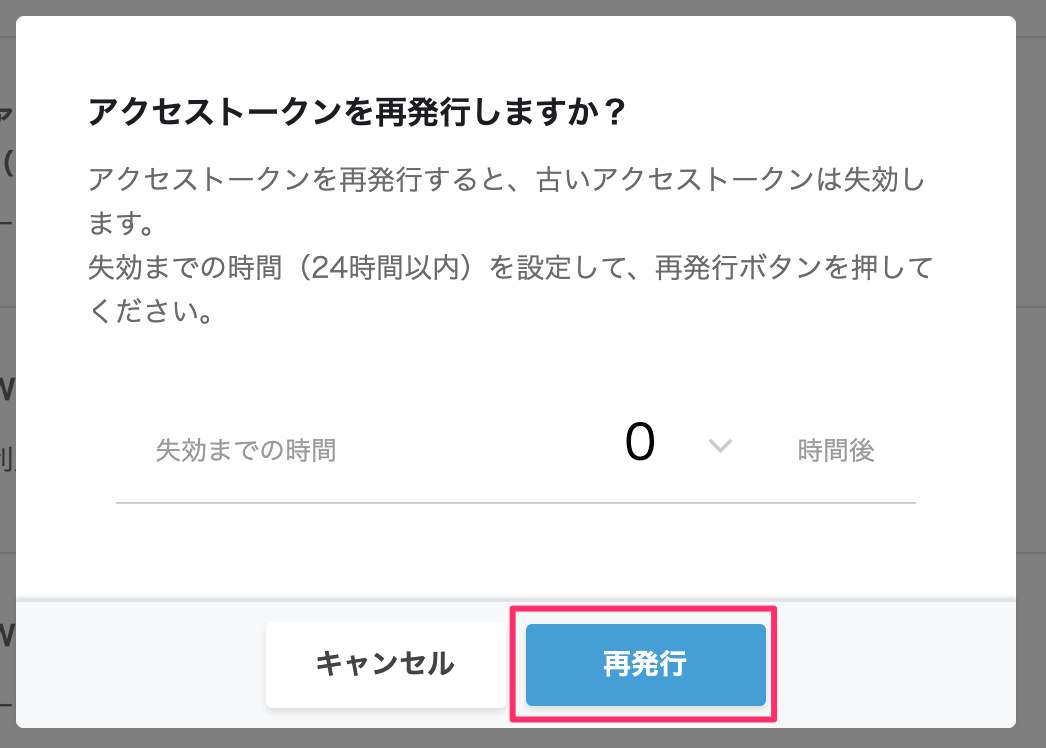 アクセストークンを再発行しますか？
アクセストークンを再発行すると、古いアクセストークンは失効し
ます。
失効までの時間（24時間以内）を設定して、再発行ボタンを押して
ください。
失効までの時間 0 時間後
キャンセル 再発行